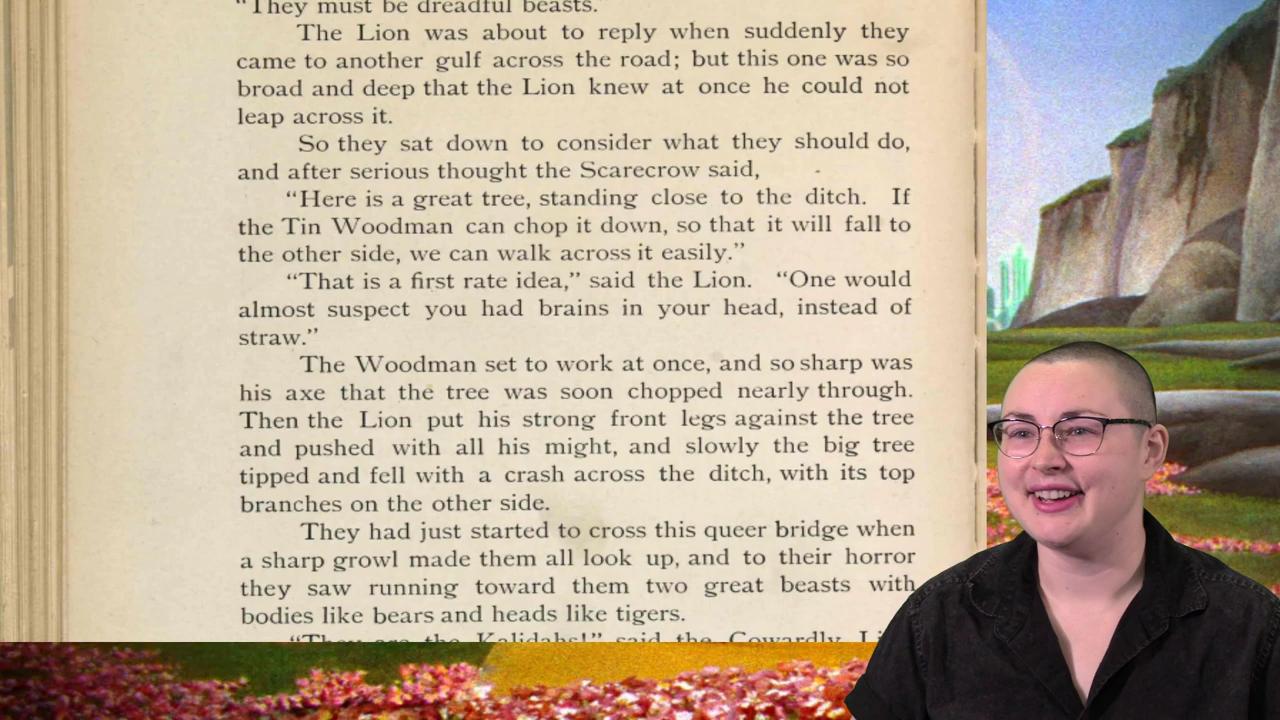 “They must be dreadful beasts.”
The Lion was about to reply when suddenly they
came to another gulf across the road; but this one was so
broad and deep that the Lion knew at once he could not
leap across it.
So they sat down to consider what they should do,
and after serious thought the Scarecrow said,
“Here is a great tree, standing close to the ditch. If
the Tin Woodman can chop it down, so that it will fall to
the other side, we can walk across it easily.”
“That is a first rate idea,” said the Lion. “One would
almost suspect you had brains in your head, instead of
straw.”
The Woodman set to work at once, and so sharp was
his axe that the tree was soon chopped nearly through.
Then the Lion put his strong front legs against the tree
and pushed with all his might, and slowly the big tree
tipped and fell with a crash across the ditch, with its top
branches on the other side.
They had just started to cross this queer bridge when
a sharp growl made them all look up, and to their horror
they saw running toward them two great beasts with
bodies like bears and heads like tigers.
“They are the Kalidahs!” said the Cowardly